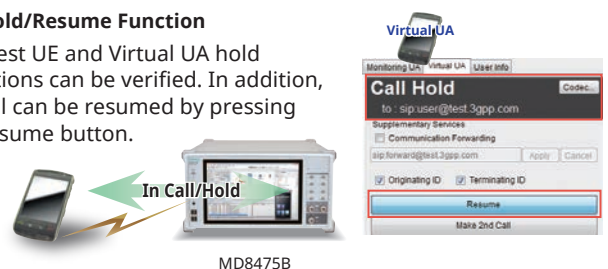 old/Resume Function
est UE and Virtual UA hold
tions can be verified. In addition,
ll can be resumed by pressing
sume button.
In Call/Hold
MD8475B
Virtual UA
Monitoring UA Virtual UA User Info
Call Hold Codec...
to : sip:user@test.3gpp.com
Supplementary Services
Communication Forwarding
sip:forward@test.3gpp.com Apply Cancel
Originating ID Terminating ID
Resume
Make 2nd Call